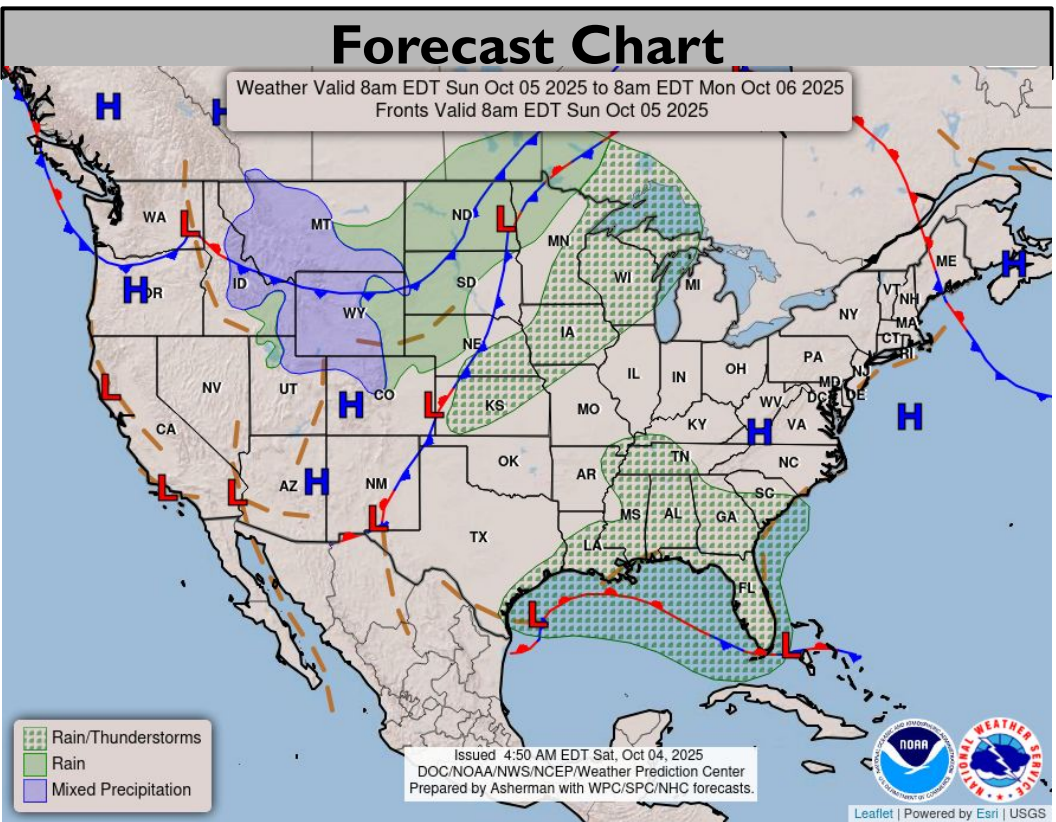 Forecast Chart
Weather Valid 8am EDT Sun Oct 05 2025 to 8am EDT Mon Oct 06 2025
Fronts Valid 8am EDT Sun Oct 05 2025
H
H
L
WA
MT
ND
L
MN
ME
H
H
OR
ID
SD
WI
MI
VT
NH
WY
NY
MA
NE
IA
CT
RI
PA
NJ
L
NV
UT
CO
IL
IN
OH
MD
DE
DC
H
L
KS
MO
WV
H
CA
KY
H
VA
OK
TN
NC
L
L
AZ
H
NM
AR
SC
L
MS
AL
GA
TX
LA
FL
L
L
Rain/Thunderstorms
Rain
Mixed Precipitation
Issued 4:50 AM EDT Sat, Oct 04, 2025
DOC/NOAA/NWS/NCEP/Weather Prediction Center
Prepared by Asherman with WPC/SPC/NHC forecasts.
NOAA
NATIONAL WEATHER SERVICE
Leaflet | Powered by Esri | USGS